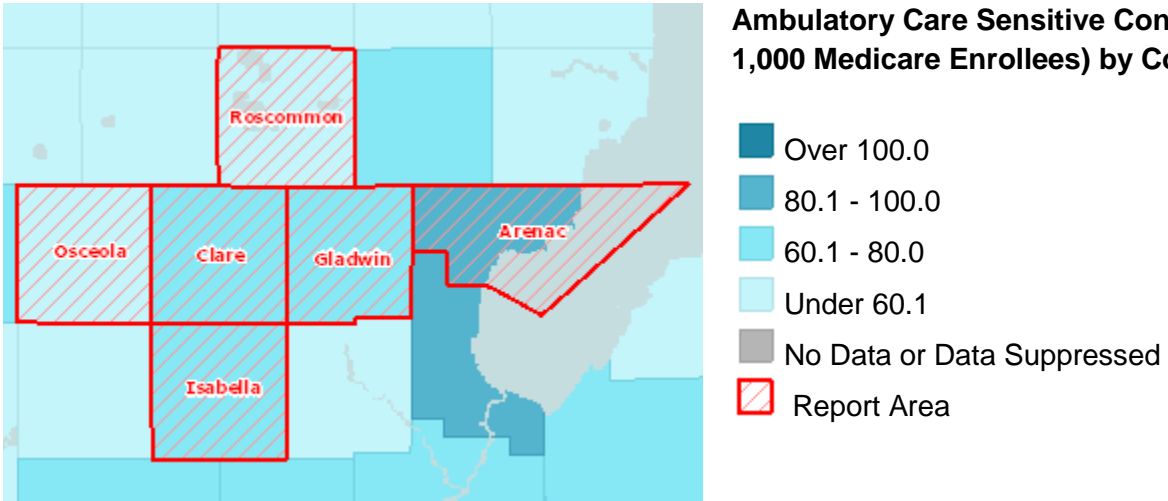 Ambulatory Care Sensitive Con
1,000 Medicare Enrollees) by Co
Roscommon
Osceola
Clare
Gladwin
Arenac
Isabella
Over 100.0
80.1 - 100.0
60.1 - 80.0
Under 60.1
No Data or Data Suppressed
Report Area